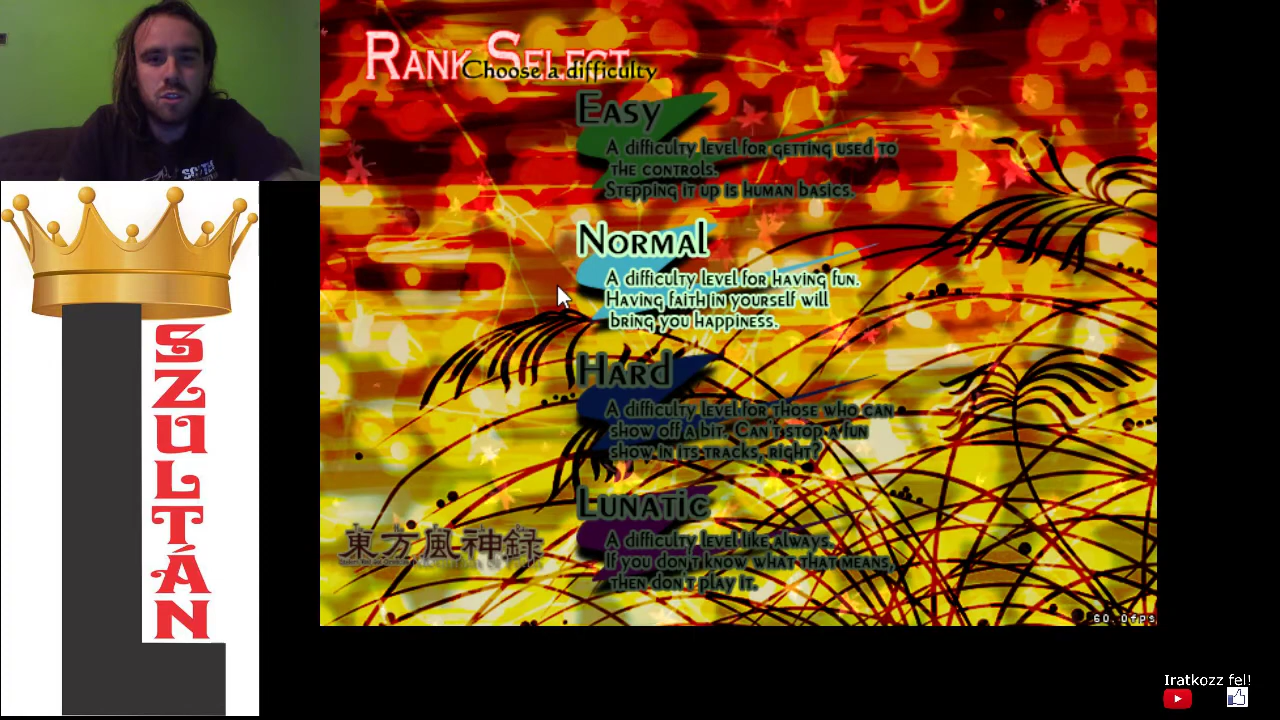 RANK SELECT
Choose a difficulty
EASY
A difficulty level for getting used to
the controls.
Stepping it up is human basics.
NORMAL
A difficulty level for having fun.
Having faith in yourself will
bring you happiness.
HARD
A difficulty level for those who can
show off a bit. Can't stop a fun
show in its tracks, right?
LUNATIC
A difficulty level like always.
If you don't know what that means,
then don't play it.
東方風神録
60.0fps
L
SZULTÁN
Iratkozz fel!